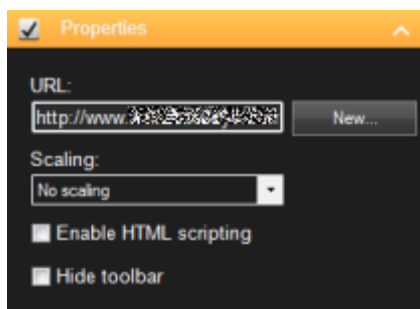 Properties
URL:
http://www.
New...
Scaling:
No scaling
Enable HTML scripting
Hide toolbar